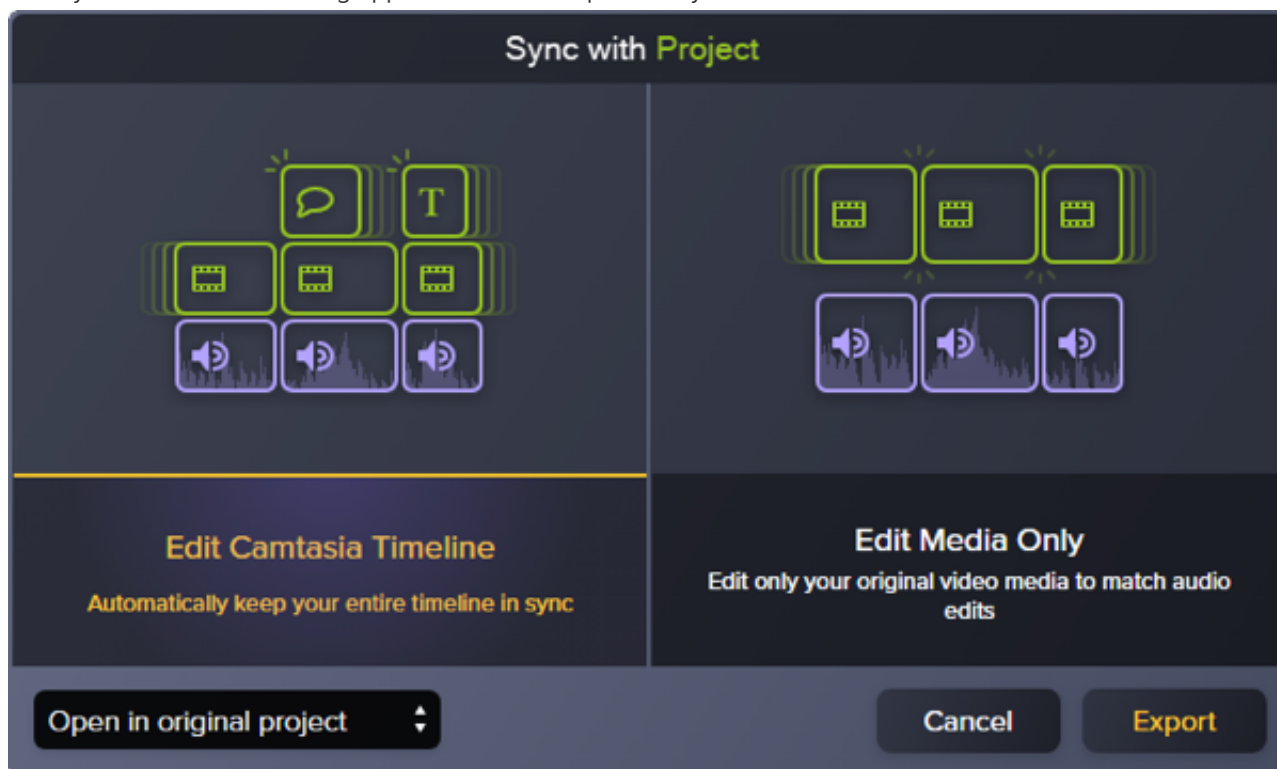 Sync with Project
T
Edit Camtasia Timeline
Automatically keep your entire timeline in sync
Edit Media Only
Edit only your original video media to match audio
edits
Open in original project
Cancel
Export